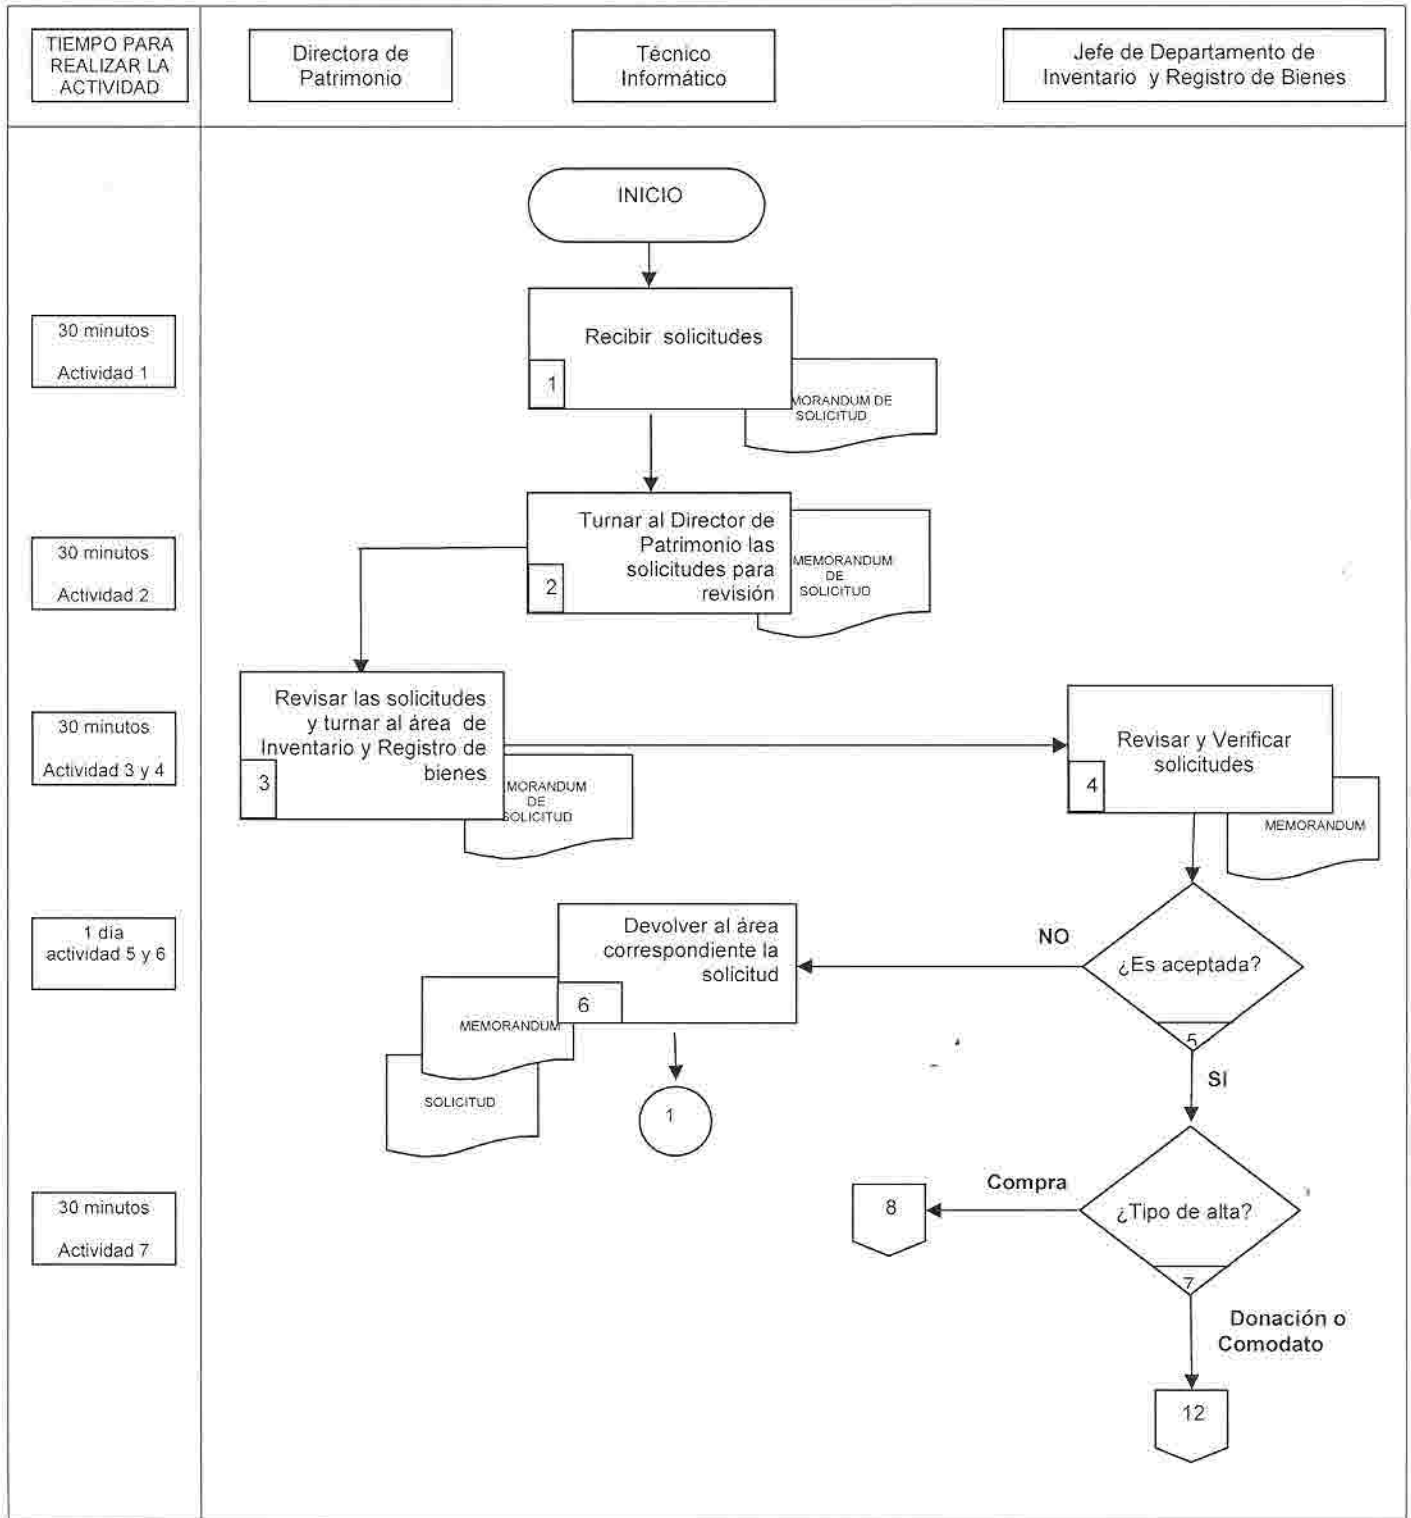 TIEMPO PARA
REALIZAR LA
ACTIVIDAD
Directora de
Patrimonio
Técnico
Informático
Jefe de Departamento de
Inventario y Registro de Bienes
INICIO
30 minutos
Actividad 1
Recibir solicitudes
1
MORANDUM DE
SOLICITUD
30 minutos
Actividad 2
Turnar al Director de
Patrimonio las
solicitudes para
revisión
2
MEMORANDUM
DE
SOLICITUD
30 minutos
Actividad 3 y 4
Revisar las solicitudes
y turnar al área de
Inventario y Registro de
bienes
3
MORANDUM
DE
SOLICITUD
Revisar y Verificar
solicitudes
4
MEMORANDUM
1 dia
actividad 5 y 6
Devolver al área
correspondiente la
solicitud
6
MEMORANDUM
SOLICITUD
1
NO
¿Es aceptada?
5
SI
30 minutos
Actividad 7
8
Compra
¿Tipo de alta?
7
Donación o
Comodato
12